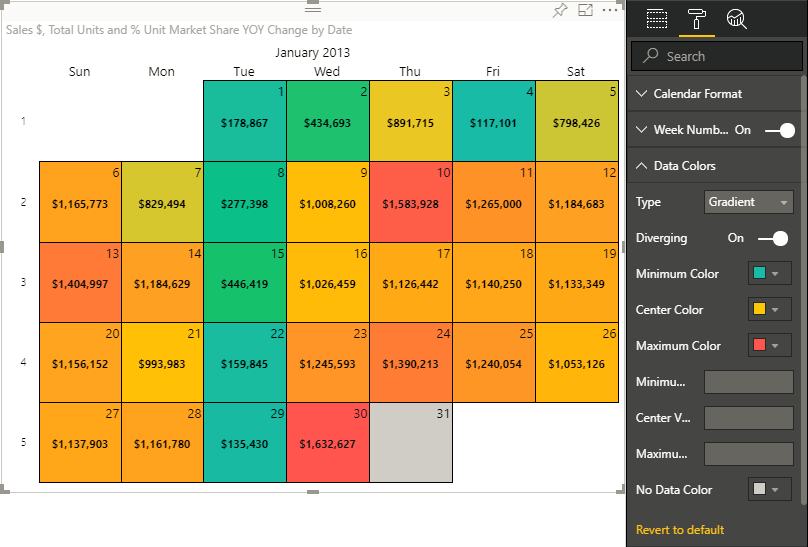 Sales $, Total Units and % Unit Market Share YOY Change by Date
January 2013
Sun Mon Tue Wed Thu Fri Sat
1 2 3 4 5
1 $178,867 $434,693 $891,715 $117,101 $798,426
6 7 8 9 10 11 12
2 $1,165,773 $829,494 $277,398 $1,008,260 $1,583,928 $1,265,000 $1,184,683
13 14 15 16 17 18 19
3 $1,404,997 $1,184,629 $446,419 $1,026,459 $1,126,442 $1,140,250 $1,133,349
20 21 22 23 24 25 26
4 $1,156,152 $993,983 $159,845 $1,245,593 $1,390,213 $1,240,054 $1,053,126
27 28 29 30 31
5 $1,137,903 $1,161,780 $135,430 $1,632,627
Search
Calendar Format
Week Numb... On
Data Colors
Type Gradient
Diverging On
Minimum Color
Center Color
Maximum Color
Minimu...
Center V...
Maximu...
No Data Color
Revert to default